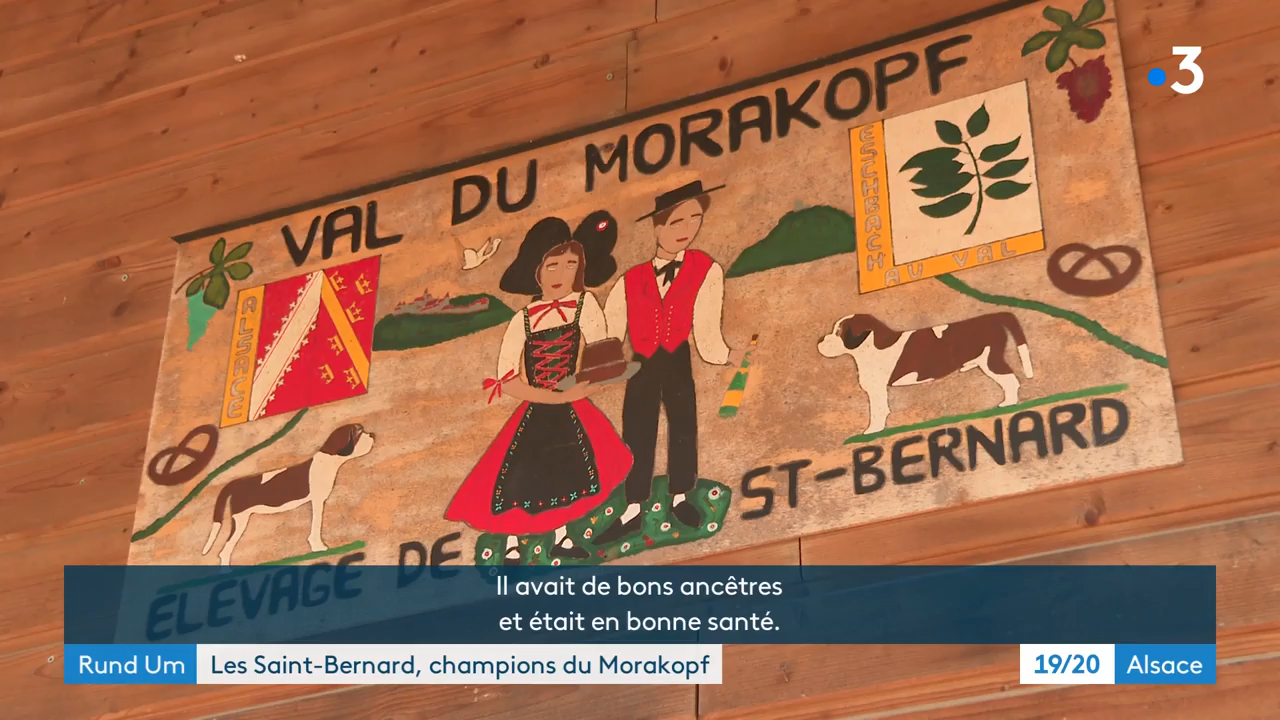 3
VAL DU MORAKOPF
ALSACE
ESCHBACH
AU VAL
ELEVAGE DE ST-BERNARD
Il avait de bons ancêtres
et était en bonne santé.
Rund Um
Les Saint-Bernard, champions du Morakopf
19/20
Alsace